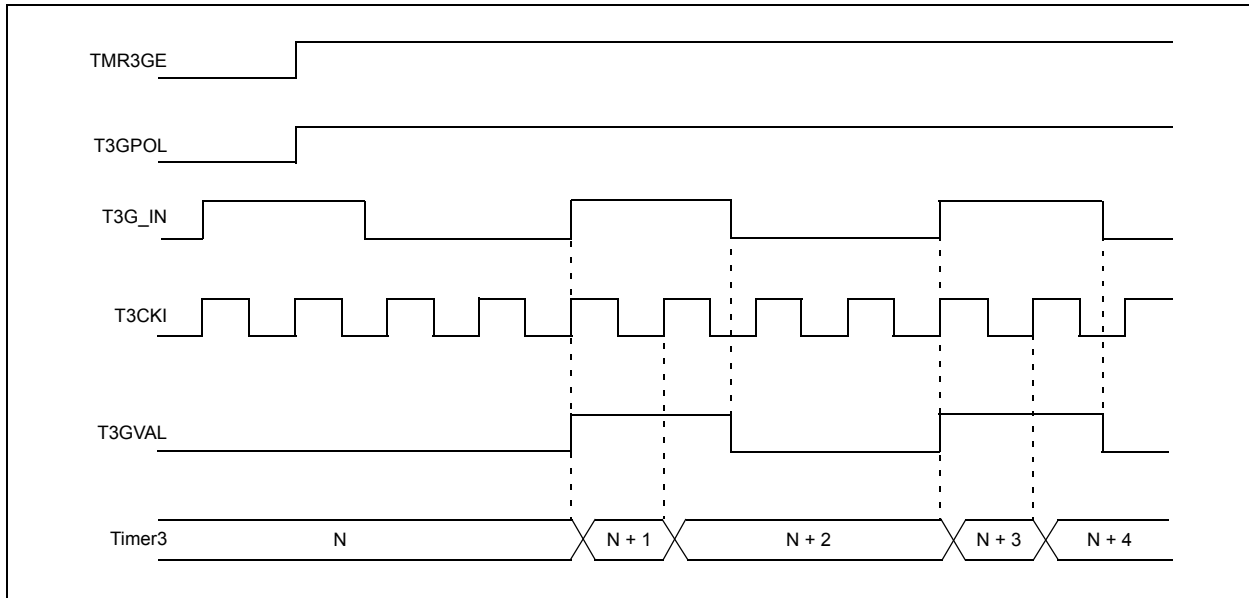 TMR3GE
T3GPOL
T3G_IN
T3CKI
T3GVAL
Timer3 N N + 1 N + 2 N + 3 N + 4